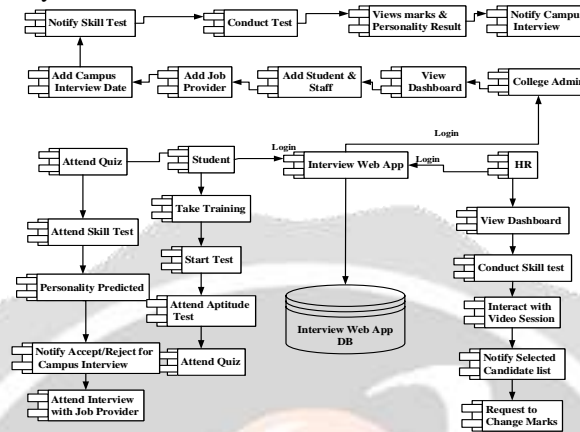 Notify Skill Test
Conduct Test
Views marks &
Personality Result
Notify Campus
Interview
Add Campus
Interview Date
Add Job
Provider
Add Student &
Staff
View
Dashboard
College Admin
Login
Login
Login
Attend Quiz
Student
Interview Web App
HR
Attend Skill Test
Take Training
View Dashboard
Personality Predicted
Start Test
Conduct Skill test
Attend Aptitude
Test
Interview Web App
DB
Interact with
Video Session
Notify Accept/Reject for
Campus Interview
Attend Quiz
Notify Selected
Candidate list
Attend Interview
with Job Provider
Request to
Change Marks